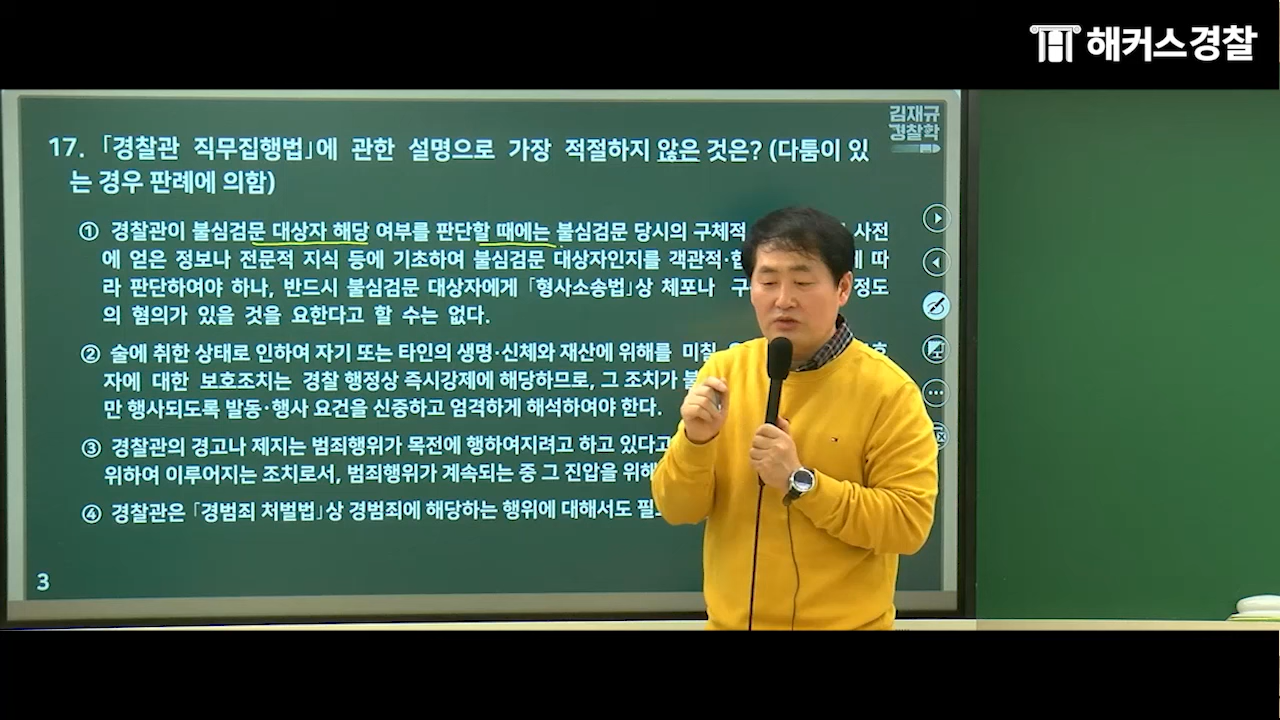 해커스경찰
김재규
경찰학
17. 「경찰관 직무집행법」에 관한 설명으로 가장 적절하지 않은 것은? (다툼이 있
는 경우 판례에 의함)
① 경찰관이 불심검문 대상자 해당 여부를 판단할 때에는 불심검문 당시의 구체적 사전
에 얻은 정보나 전문적 지식 등에 기초하여 불심검문 대상자인지를 객관적· 따
라 판단하여야 하나, 반드시 불심검문 대상자에게 「형사소송법」상 체포나 정도
의 혐의가 있을 것을 요한다고 할 수는 없다.
② 술에 취한 상태로 인하여 자기 또는 타인의 생명·신체와 재산에 위해를 미칠
자에 대한 보호조치는 경찰 행정상 즉시강제에 해당하므로, 그 조치가
만 행사되도록 발동·행사 요건을 신중하고 엄격하게 해석하여야 한다.
③ 경찰관의 경고나 제지는 범죄행위가 목전에 행하여지려고 하고 있다고
위하여 이루어지는 조치로서, 범죄행위가 계속되는 중 그 진압을 위해
④ 경찰관은 「경범죄 처벌법」상 경범죄에 해당하는 행위에 대해서도
3